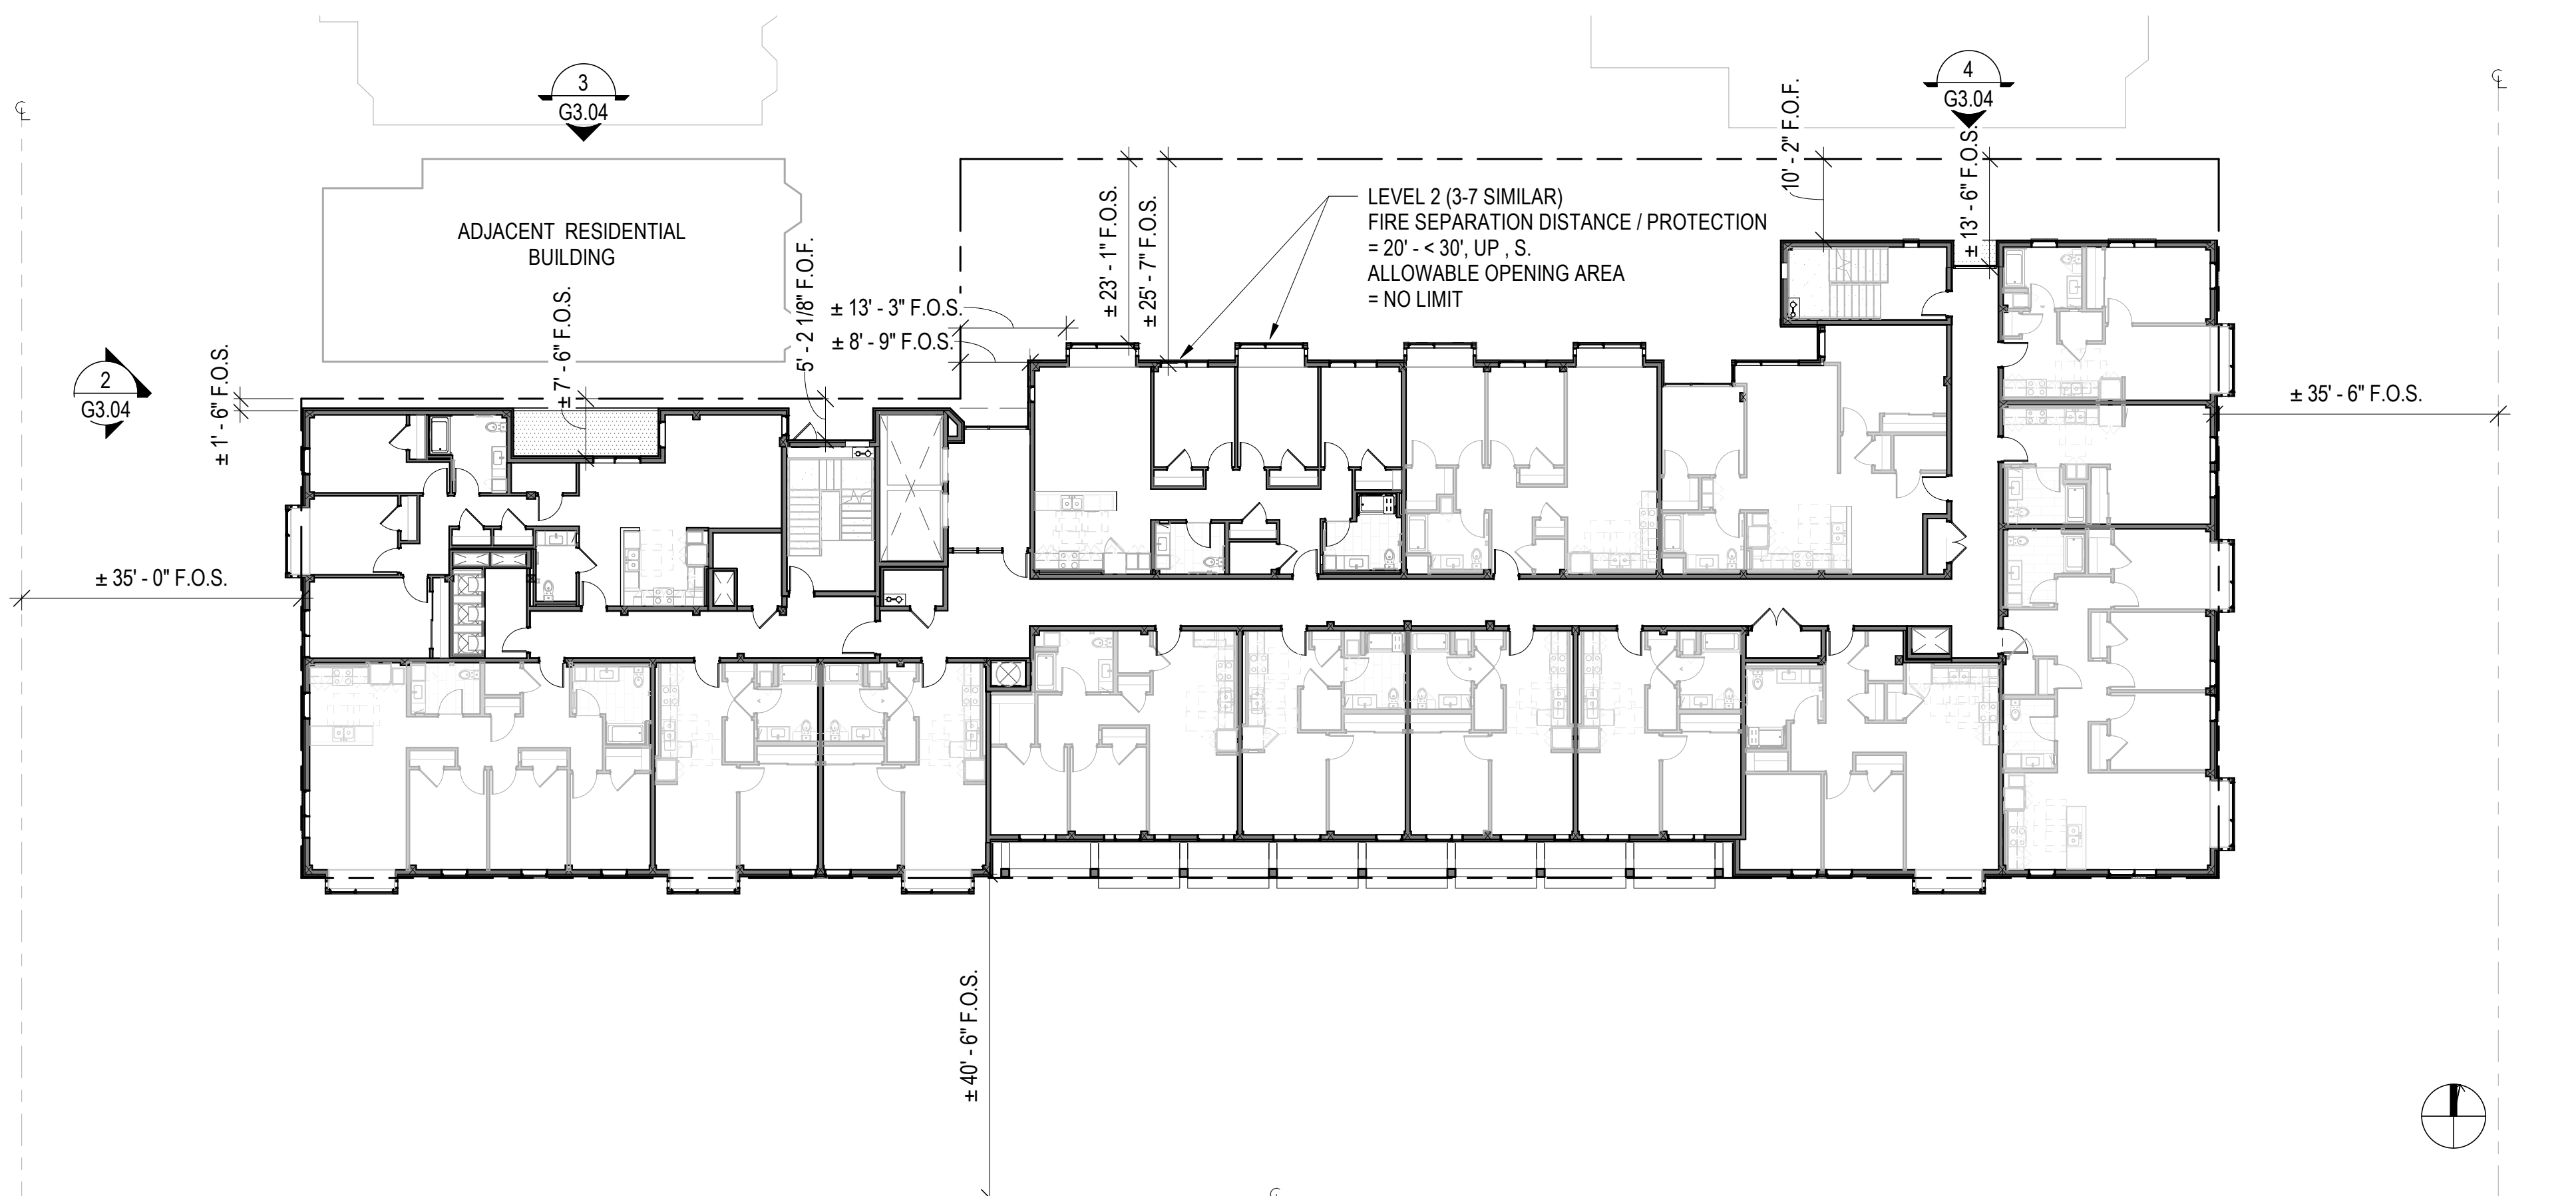 3
G3.04
4
G3.04
℄
℄
10' - 2" F.O.F.
± 13' - 6" F.O.S.
LEVEL 2 (3-7 SIMILAR)
FIRE SEPARATION DISTANCE / PROTECTION
= 20' - < 30', UP , S.
ALLOWABLE OPENING AREA
= NO LIMIT
ADJACENT RESIDENTIAL
BUILDING
± 23' - 1" F.O.S.
± 25' - 7" F.O.S.
5' - 2 1/8" F.O.F.
± 13' - 3" F.O.S.
± 8' - 9" F.O.S.
± 7' - 6" F.O.S.
± 1' - 6" F.O.S.
2
G3.04
± 35' - 6" F.O.S.
± 35' - 0" F.O.S.
± 40' - 6" F.O.S.
℄